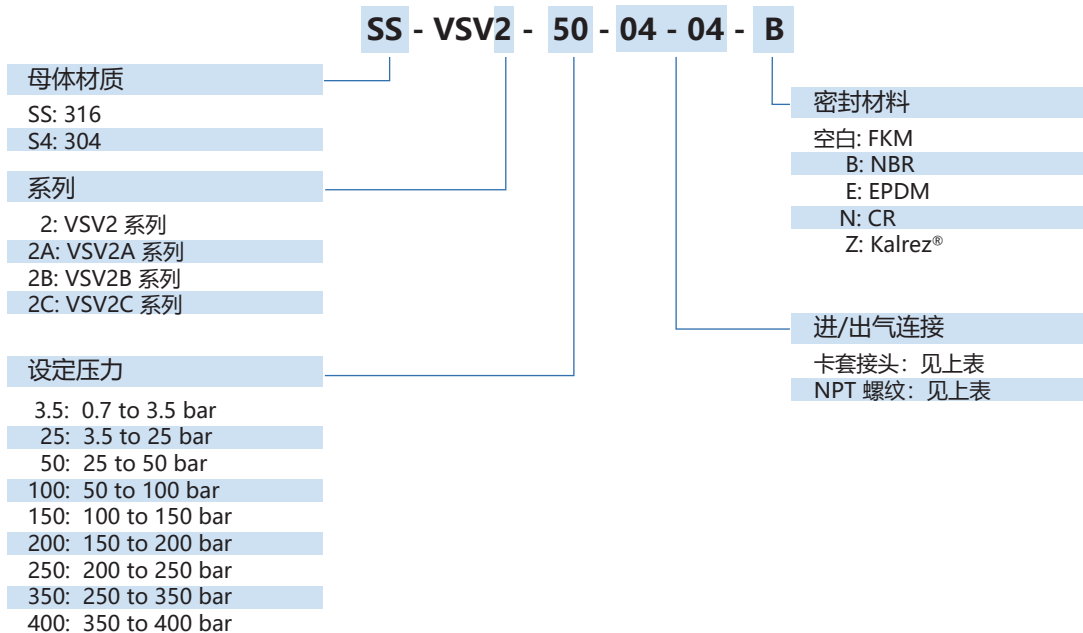 SS - VSV2 - 50 - 04 - 04 - B
母体材质
SS: 316
S4: 304
系列
2: VSV2 系列
2A: VSV2A 系列
2B: VSV2B 系列
2C: VSV2C 系列
设定压力
3.5: 0.7 to 3.5 bar
25: 3.5 to 25 bar
50: 25 to 50 bar
100: 50 to 100 bar
150: 100 to 150 bar
200: 150 to 200 bar
250: 200 to 250 bar
350: 250 to 350 bar
400: 350 to 400 bar
密封材料
空白: FKM
B: NBR
E: EPDM
N: CR
Z: Kalrez®
进/出气连接
卡套接头：见上表
NPT 螺纹：见上表